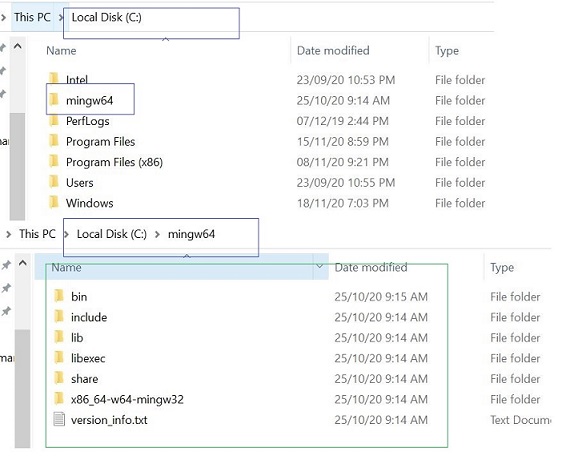 This PC > Local Disk (C:)
Name Date modified Type
Intel 23/09/20 10:53 PM File folder
mingw64 25/10/20 9:14 AM File folder
PerfLogs 07/12/19 2:44 PM File folder
Program Files 15/11/20 8:59 PM File folder
Program Files (x86) 08/11/20 9:21 PM File folder
Users 23/09/20 10:55 PM File folder
Windows 18/11/20 7:03 PM File folder
> This PC > Local Disk (C:) > mingw64
Name Date modified Type
bin 25/10/20 9:15 AM File folder
include 25/10/20 9:14 AM File folder
lib 25/10/20 9:14 AM File folder
libexec 25/10/20 9:14 AM File folder
share 25/10/20 9:14 AM File folder
x86_64-w64-mingw32 25/10/20 9:14 AM File folder
version_info.txt 25/10/20 9:14 AM Text Docum